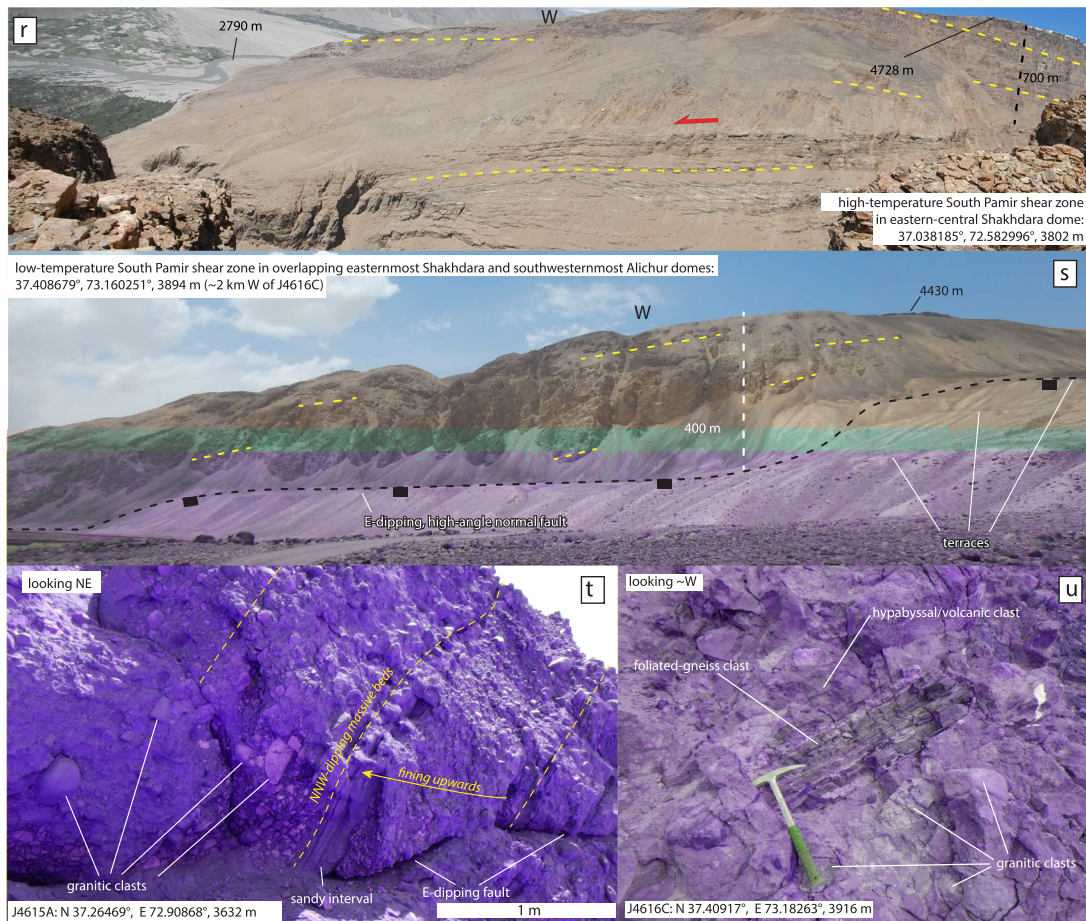 r
2790 m
W
4728 m
700 m
high-temperature South Pamir shear zone
in eastern-central Shakhdara dome:
37.038185°, 72.582996°, 3802 m
low-temperature South Pamir shear zone in overlapping easternmost Shakhdara and southwesternmost Alichur domes:
37.408679°, 73.160251°, 3894 m (~2 km W of J4616C)
s
W
4430 m
400 m
E-dipping, high-angle normal fault
terraces
looking NE
t
NNW-dipping massive beds
fining upwards
granitic clasts
sandy interval
E-dipping fault
J4615A: N 37.26469°, E 72.90868°, 3632 m
1 m
looking ~W
u
hypabyssal/volcanic clast
foliated-gneiss clast
granitic clasts
J4616C: N 37.40917°, E 73.18263°, 3916 m